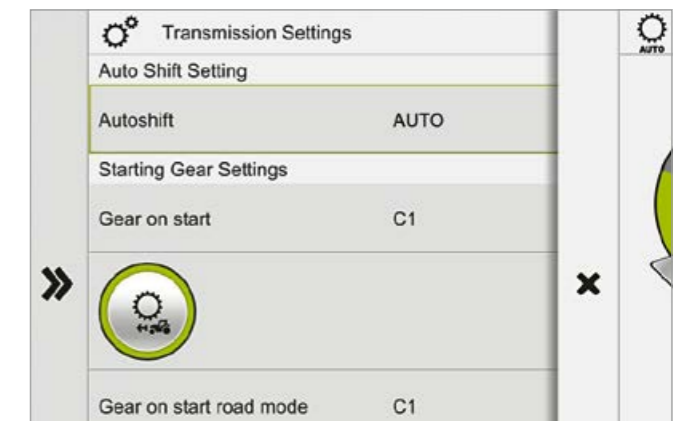 Transmission Settings
AUTO
Auto Shift Setting
Autoshift AUTO
Starting Gear Settings
Gear on start C1
Gear on start road mode C1